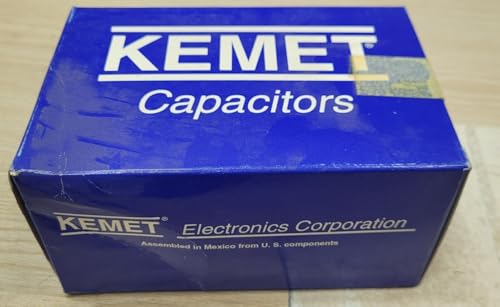 KEMET®
Capacitors
KEMET® Electronics Corporation
Assembled in Mexico from U. S. components